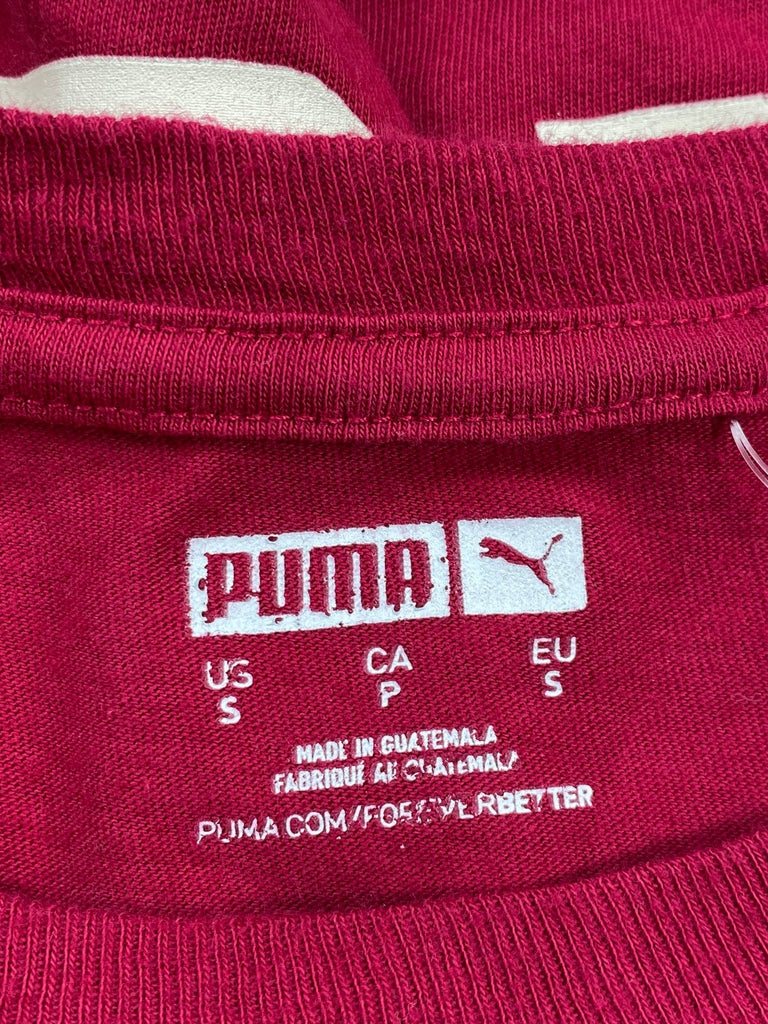 PUMA
US CA EU
S P S
MADE IN GUATEMALA
FABRIQUÉ AU GUATEMALA
PUMA.COM/FOREVERBETTER